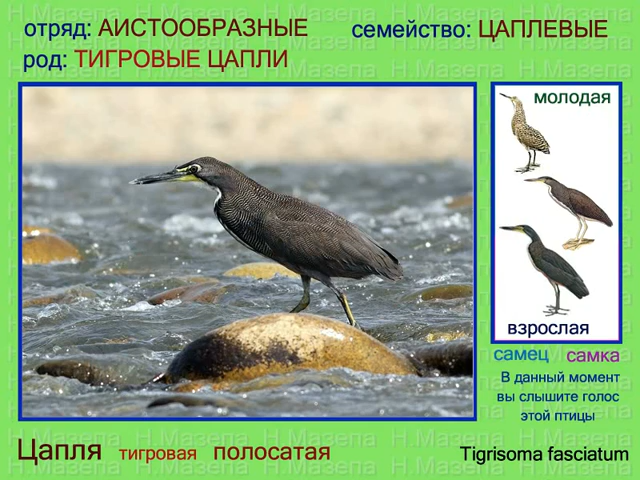 отряд: АИСТООБРАЗНЫЕ
семейство: ЦАПЛЕВЫЕ
род: ТИГРОВЫЕ ЦАПЛИ
молодая
взрослая
самец самка
В данный момент
вы слышите голос
этой птицы
Цапля тигровая полосатая
Tigrisoma fasciatum
Н.Мазепа